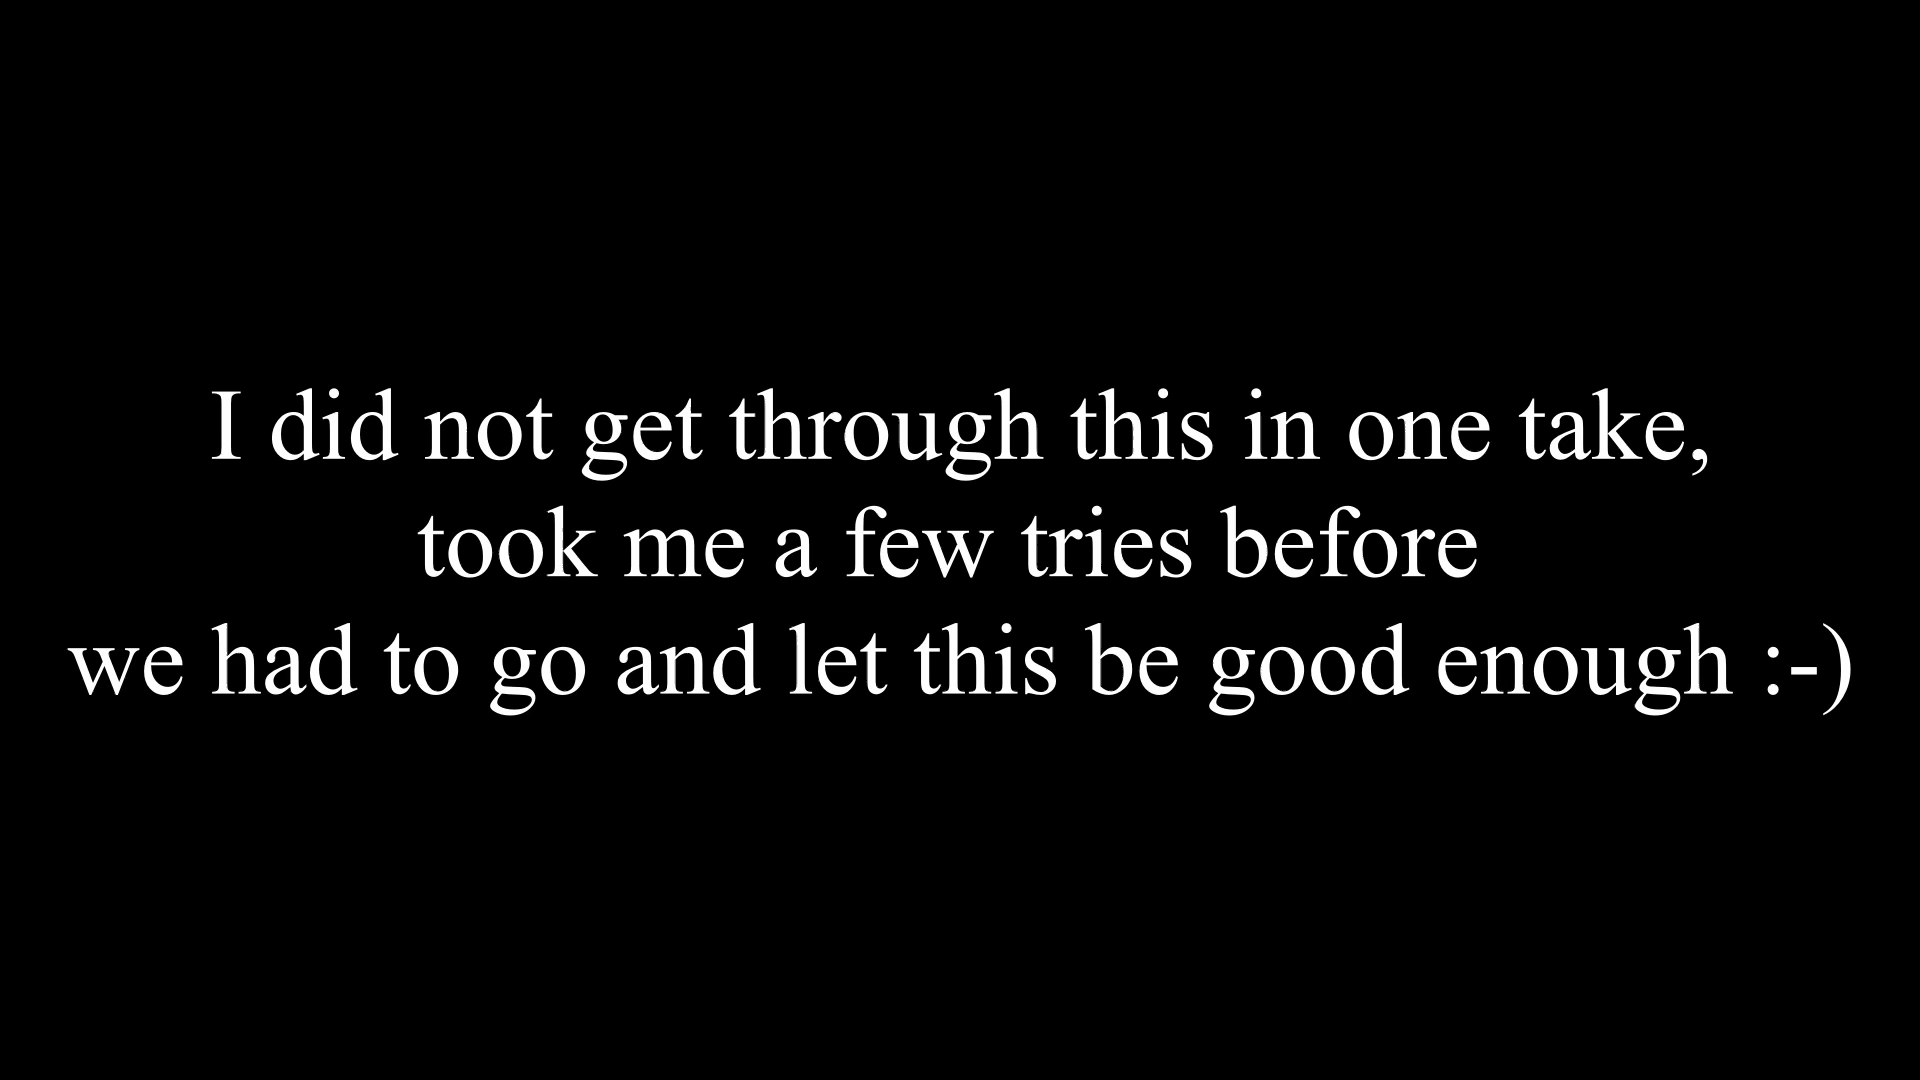 I did not get through this in one take,
took me a few tries before
we had to go and let this be good enough :-)